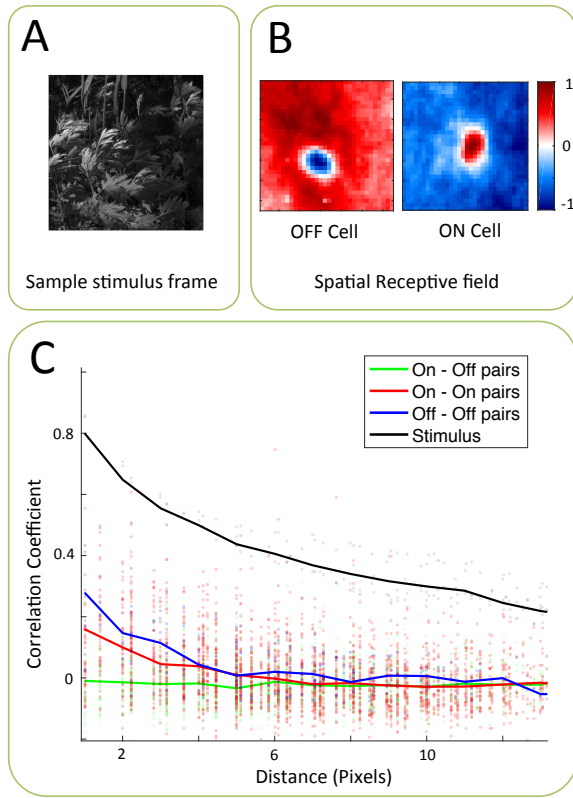 A
Sample stimulus frame
B
1
0
-1
OFF Cell
ON Cell
Spatial Receptive field
C
On - Off pairs
On - On pairs
Off - Off pairs
Stimulus
0.8
0.4
0
Correlation Coefficient
2
6
10
Distance (Pixels)